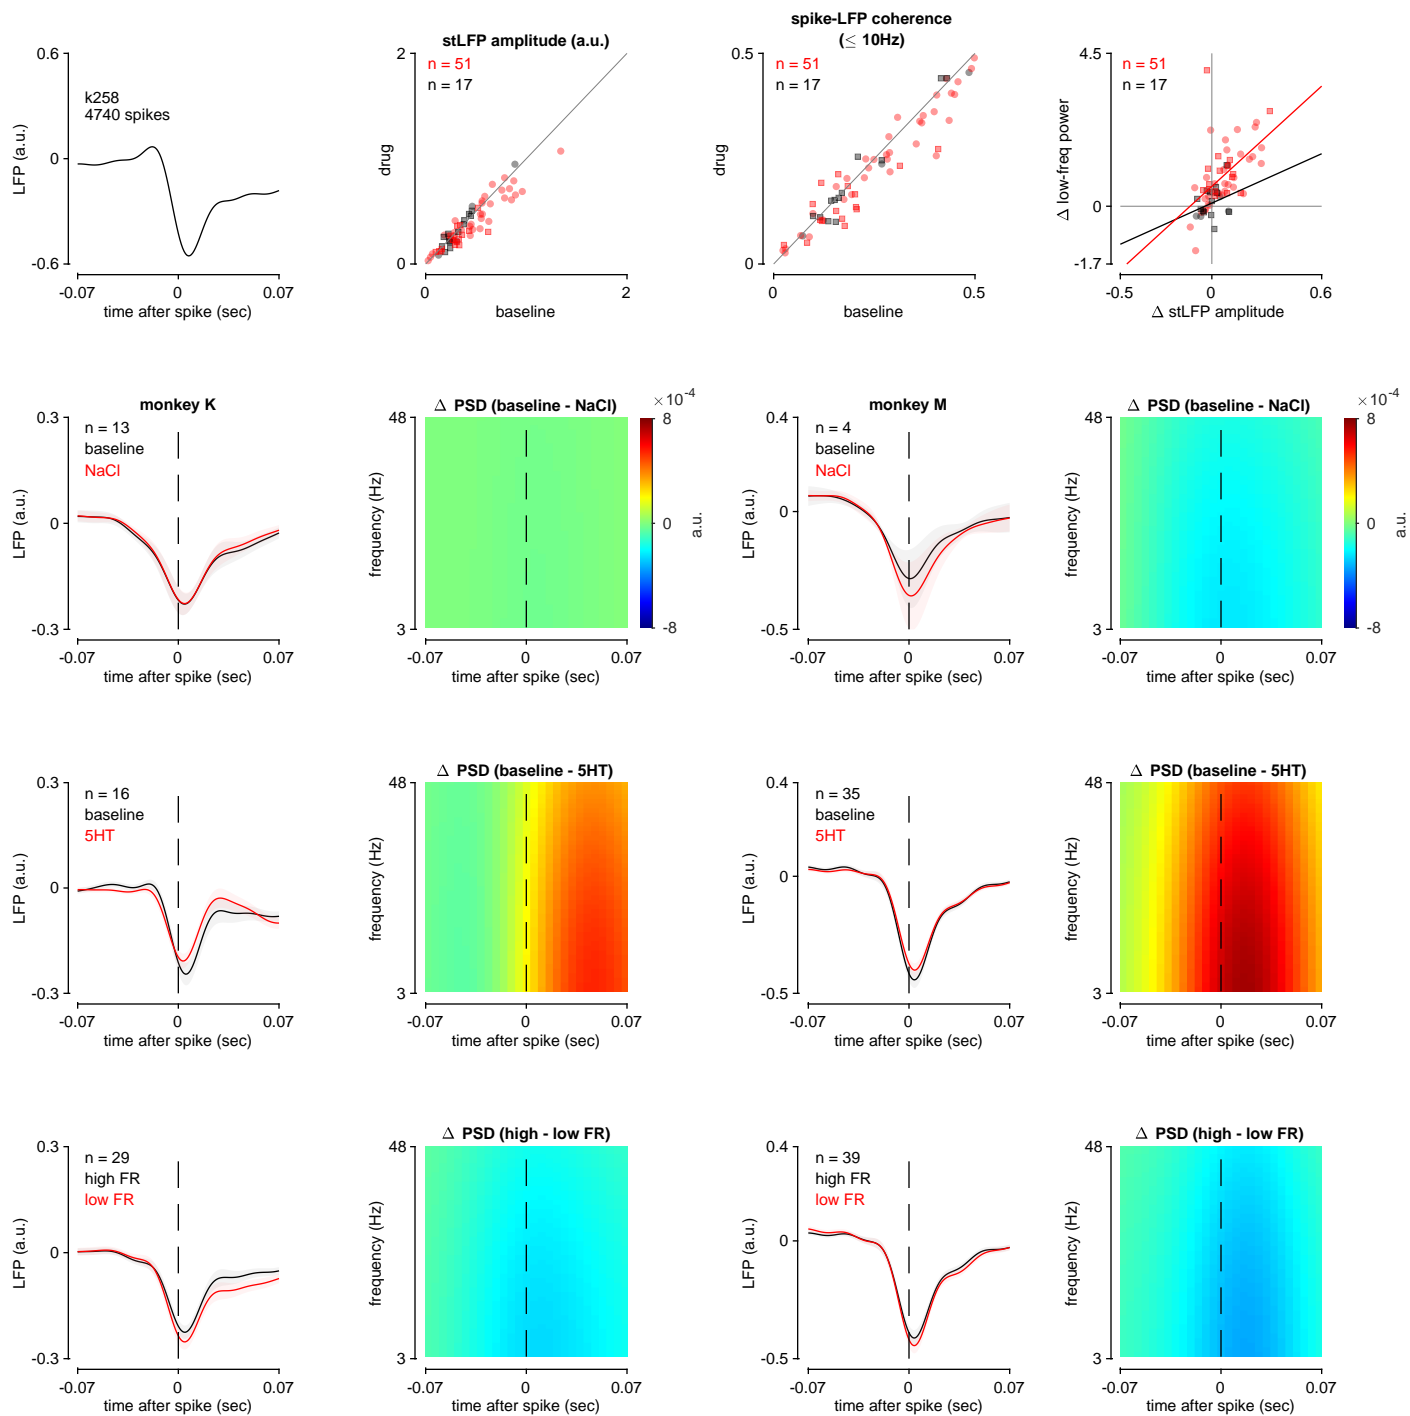 0.6
0
-0.6
LFP (a.u.)
k258
4740 spikes
-0.07
0
0.07
time after spike (sec)
stLFP amplitude (a.u.)
n = 51
n = 17
2
0
drug
0
2
baseline
spike-LFP coherence
(≤ 10Hz)
n = 51
n = 17
0.5
0
drug
0
0.5
baseline
n = 51
n = 17
4.5
0
-1.7
Δ low-freq power
-0.5
0
0.6
Δ stLFP amplitude
monkey K
0.3
0
-0.3
LFP (a.u.)
n = 13
baseline
NaCl
-0.07
0
0.07
time after spike (sec)
Δ PSD (baseline - NaCl)
48
3
frequency (Hz)
-0.07
0
0.07
time after spike (sec)
×10-4
8
0
-8
a.u.
monkey M
0.4
0
-0.5
LFP (a.u.)
n = 4
baseline
NaCl
-0.07
0
0.07
time after spike (sec)
Δ PSD (baseline - NaCl)
48
3
frequency (Hz)
-0.07
0
0.07
time after spike (sec)
×10-4
8
0
-8
a.u.
0.3
0
-0.3
LFP (a.u.)
n = 16
baseline
5HT
-0.07
0
0.07
time after spike (sec)
Δ PSD (baseline - 5HT)
48
3
frequency (Hz)
-0.07
0
0.07
time after spike (sec)
0.4
0
-0.5
LFP (a.u.)
n = 35
baseline
5HT
-0.07
0
0.07
time after spike (sec)
Δ PSD (baseline - 5HT)
48
3
frequency (Hz)
-0.07
0
0.07
time after spike (sec)
0.3
0
-0.3
LFP (a.u.)
n = 29
high FR
low FR
-0.07
0
0.07
time after spike (sec)
Δ PSD (high - low FR)
48
3
frequency (Hz)
-0.07
0
0.07
time after spike (sec)
0.4
0
-0.5
LFP (a.u.)
n = 39
high FR
low FR
-0.07
0
0.07
time after spike (sec)
Δ PSD (high - low FR)
48
3
frequency (Hz)
-0.07
0
0.07
time after spike (sec)